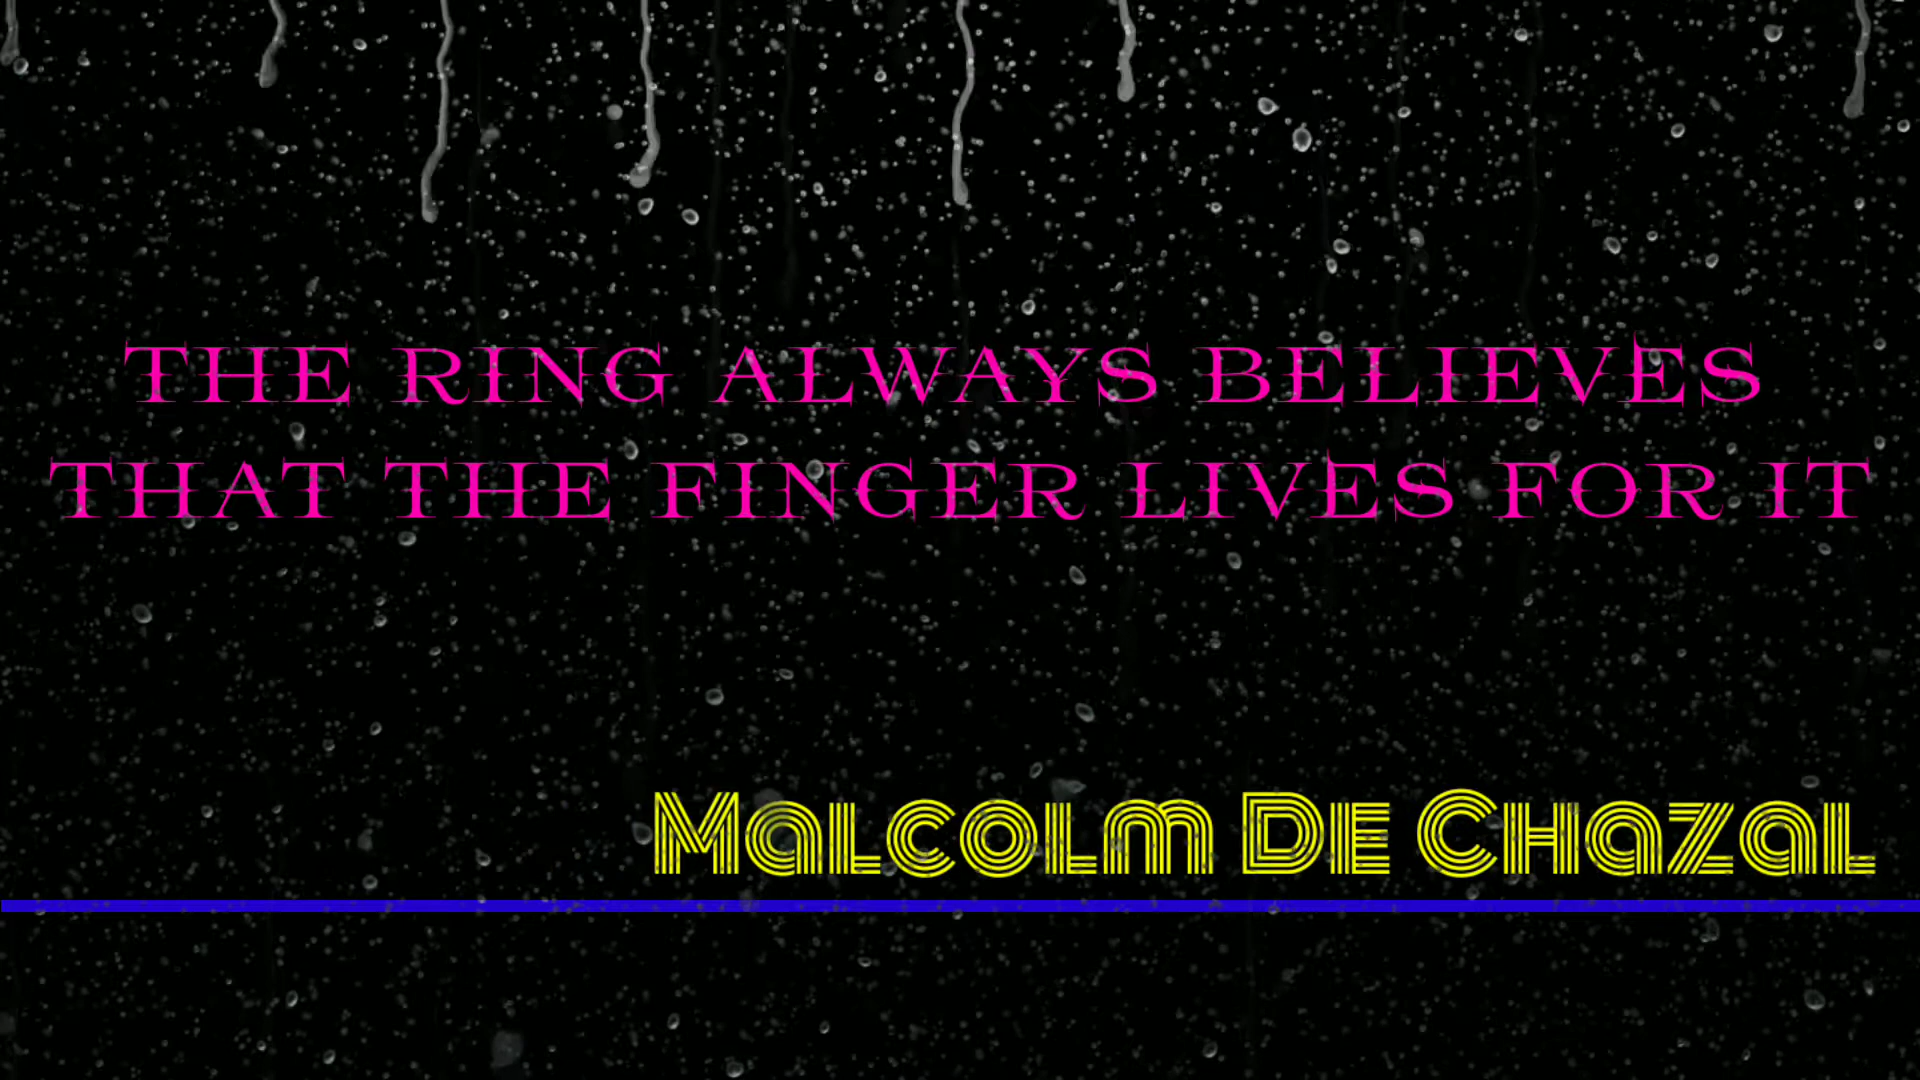 THE RING ALWAYS BELIEVES
THAT THE FINGER LIVES FOR IT
Malcolm De Chazal